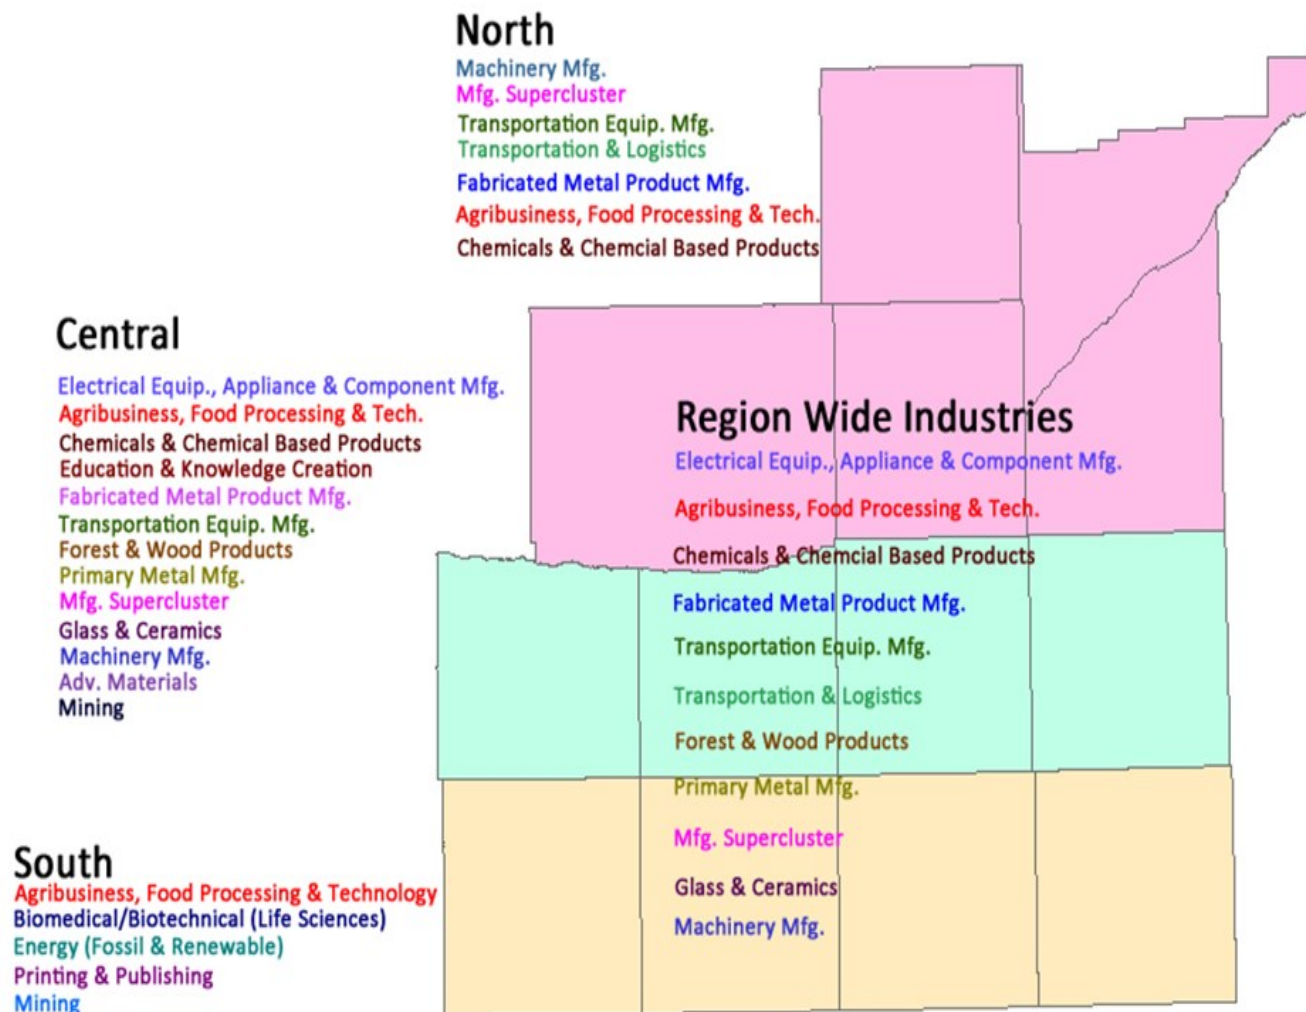 North
Machinery Mfg.
Mfg. Supercluster
Transportation Equip. Mfg.
Transportation & Logistics
Fabricated Metal Product Mfg.
Agribusiness, Food Processing & Tech.
Chemicals & Chemcial Based Products
Central
Electrical Equip., Appliance & Component Mfg.
Agribusiness, Food Processing & Tech.
Chemicals & Chemical Based Products
Education & Knowledge Creation
Fabricated Metal Product Mfg.
Transportation Equip. Mfg.
Forest & Wood Products
Primary Metal Mfg.
Mfg. Supercluster
Glass & Ceramics
Machinery Mfg.
Adv. Materials
Mining
Region Wide Industries
Electrical Equip., Appliance & Component Mfg.
Agribusiness, Food Processing & Tech.
Chemicals & Chemcial Based Products
Fabricated Metal Product Mfg.
Transportation Equip. Mfg.
Transportation & Logistics
Forest & Wood Products
Primary Metal Mfg.
Mfg. Supercluster
Glass & Ceramics
Machinery Mfg.
South
Agribusiness, Food Processing & Technology
Biomedical/Biotechnical (Life Sciences)
Energy (Fossil & Renewable)
Printing & Publishing
Mining